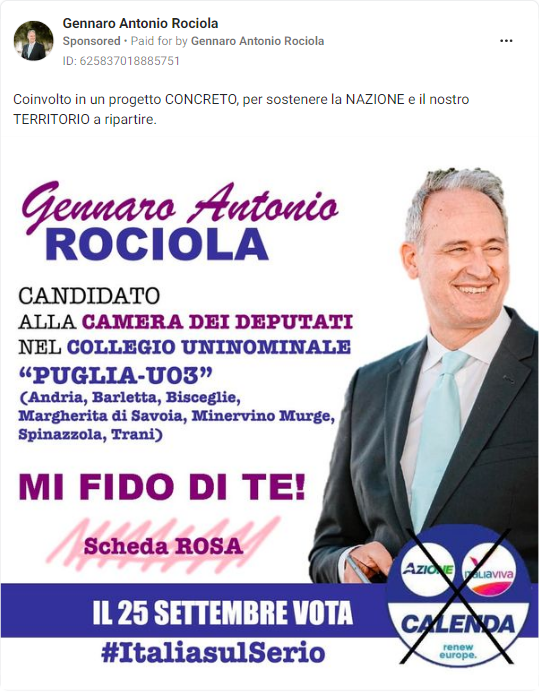 Gennaro Antonio Rociola
Sponsored • Paid for by Gennaro Antonio Rociola
ID: 625837018885751
Coinvolto in un progetto CONCRETO, per sostenere la NAZIONE e il nostro
TERRITORIO a ripartire.
Gennaro Antonio
ROCIOLA
CANDIDATO
ALLA CAMERA DEI DEPUTATI
NEL COLLEGIO UNINOMINALE
“PUGLIA-U03”
(Andria, Barletta, Bisceglie,
Margherita di Savoia, Minervino Murge,
Spinazzola, Trani)
MI FIDO DI TE!
Scheda ROSA
AZIONE
ITALIAVIVA
CALENDA
renew
europe.
IL 25 SETTEMBRE VOTA
#ItaliasulSerio